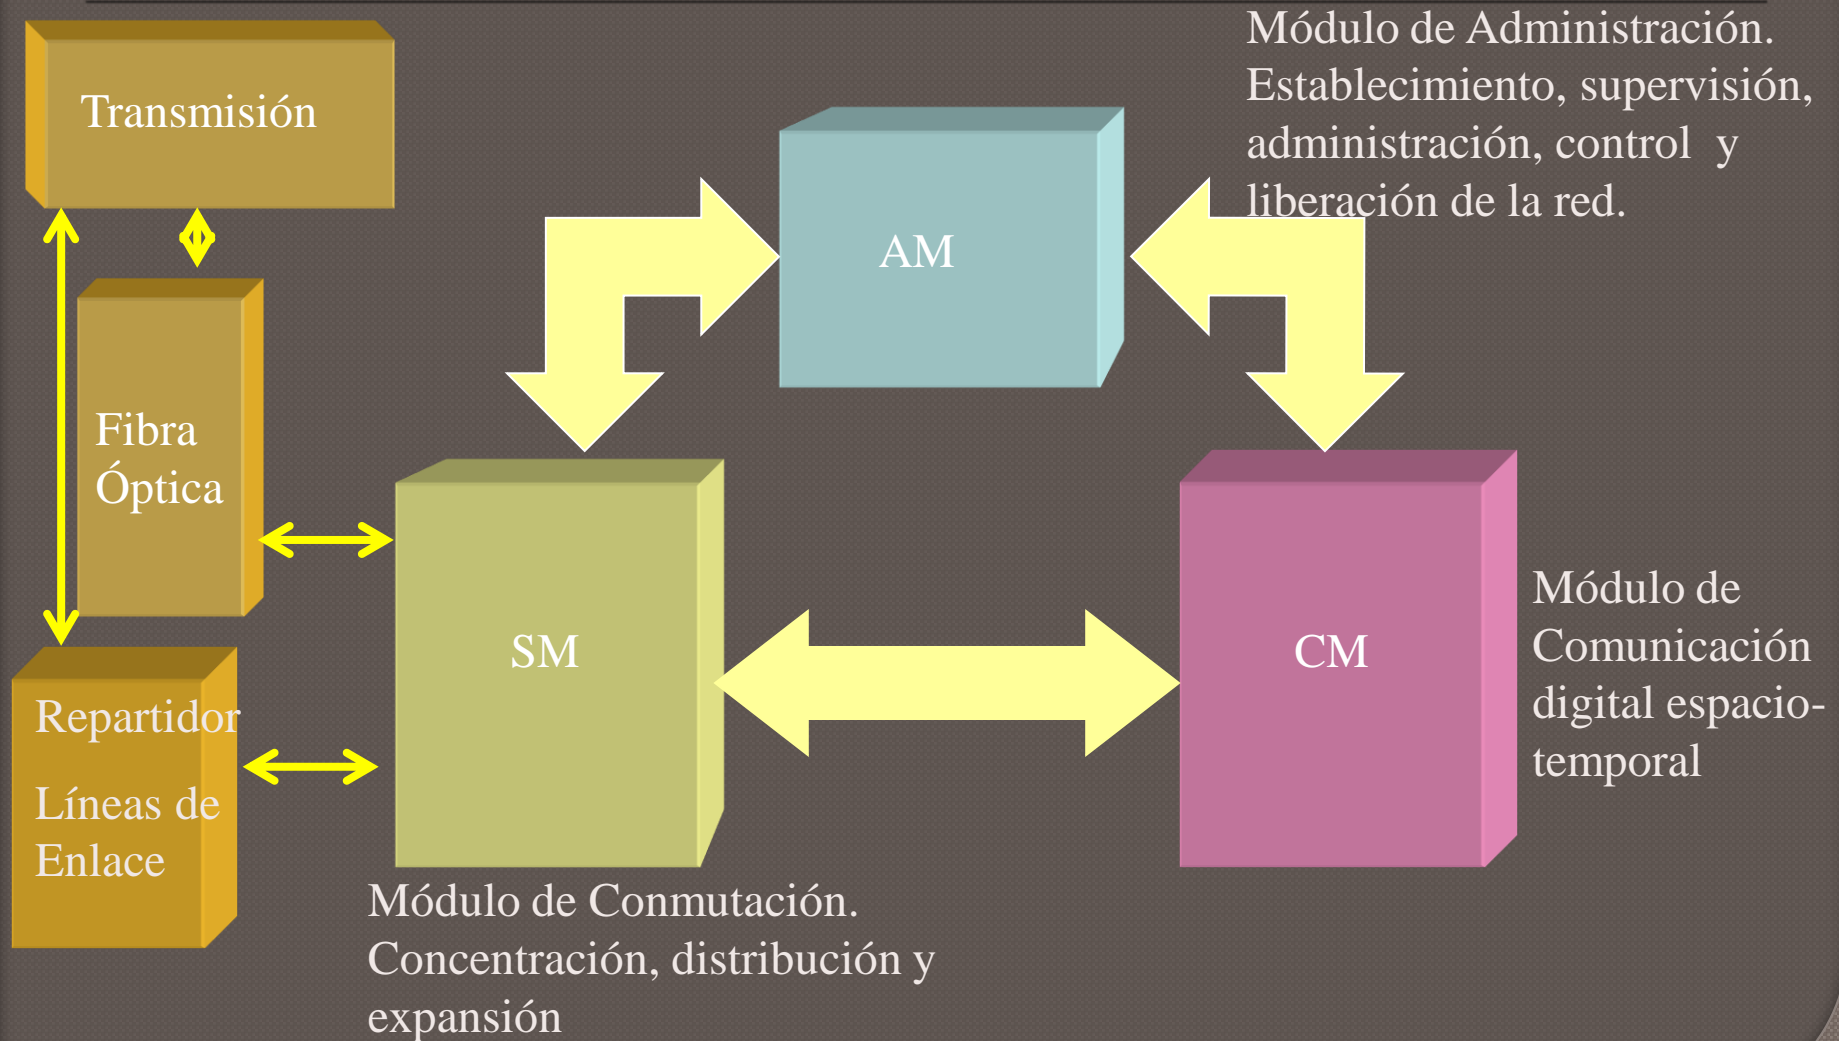 Transmisión
Módulo de Administración.
Establecimiento, supervisión,
administración, control  y
liberación de la red.
AM
Fibra
Óptica
SM
CM
Módulo de
Comunicación
digital espacio-
temporal
Repartidor
Líneas de
Enlace
Módulo de Conmutación.
Concentración, distribución y
expansión